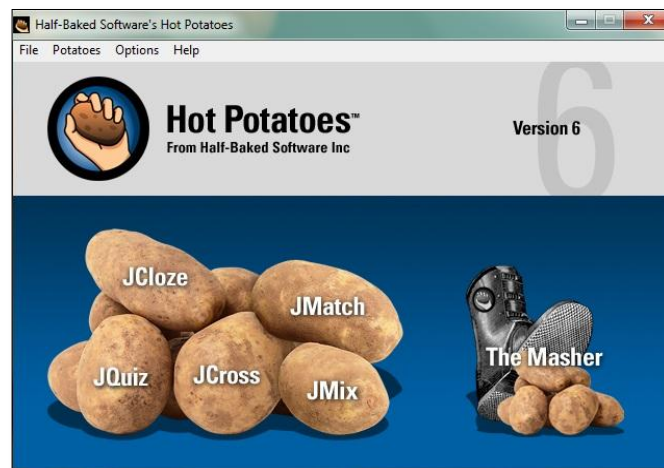 Half-Baked Software's Hot Potatoes
File Potatoes Options Help
Hot Potatoes™
From Half-Baked Software Inc
Version 6
6
JCloze
JMatch
JQuiz
JCross
JMix
The Masher